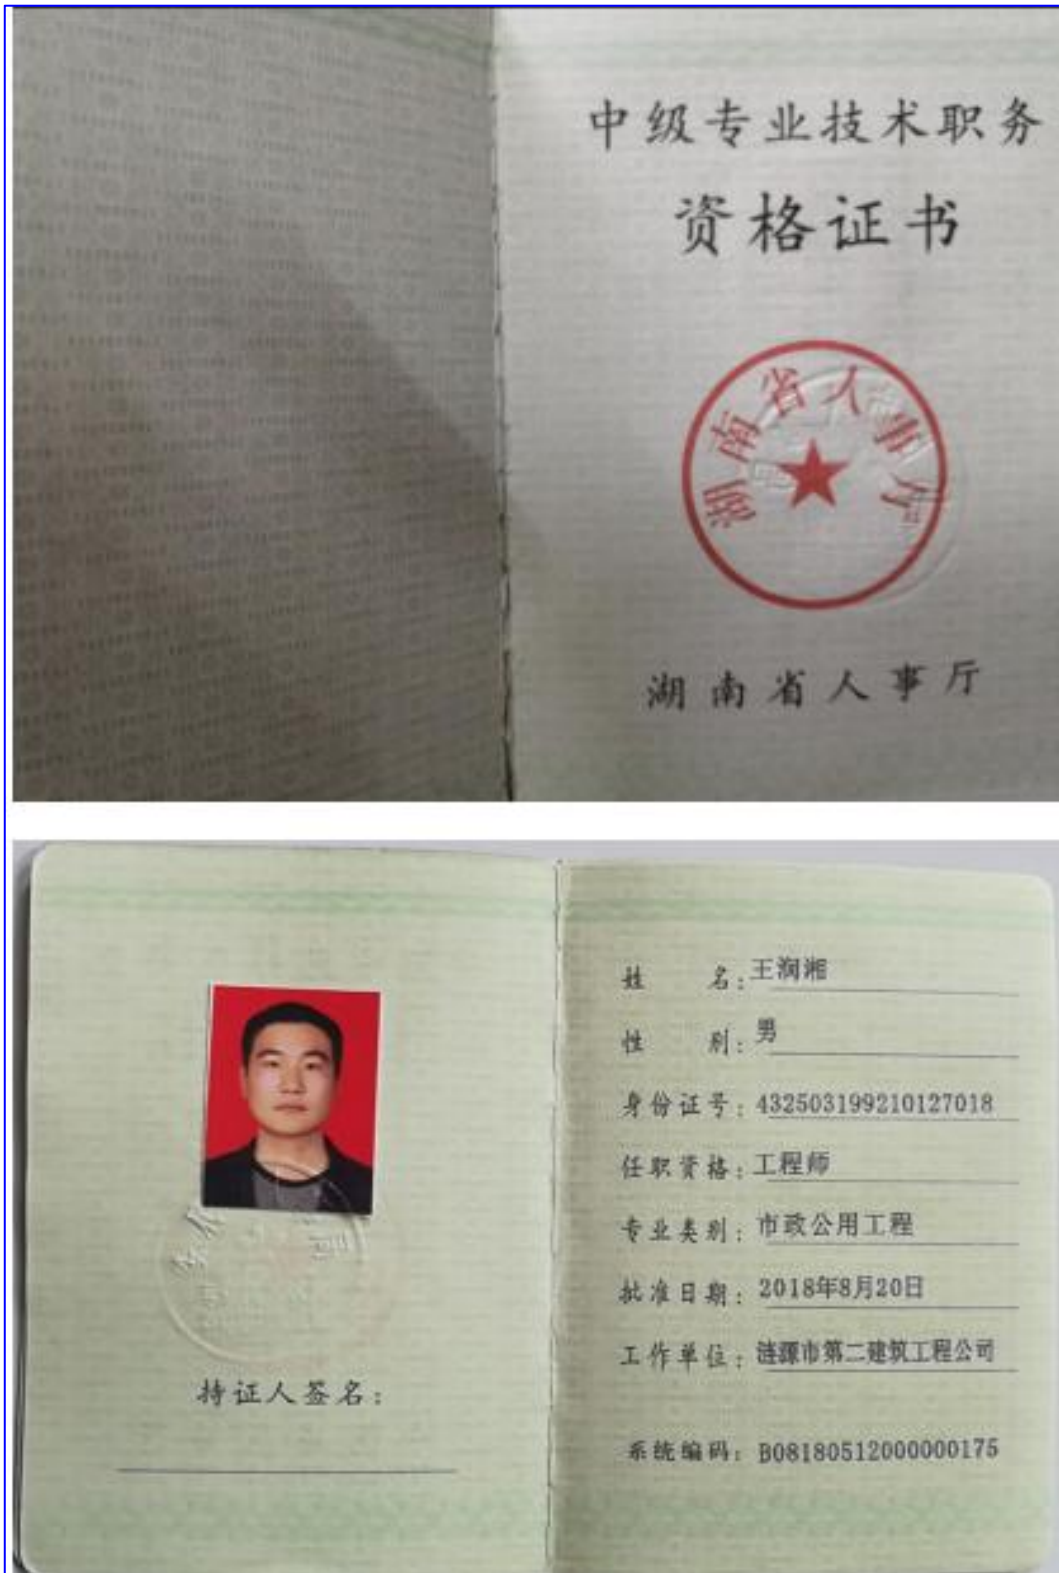 中级专业技术职务
资格证书
湖南省人事厅
湖南省人事厅
姓名:王润湘
性别:男
身份证号:432503199210127018
任职资格:工程师
专业类别:市政公用工程
批准日期:2018年8月20日
工作单位:涟源市第二建筑工程公司
系统编码:B08180512000000175
持证人签名: